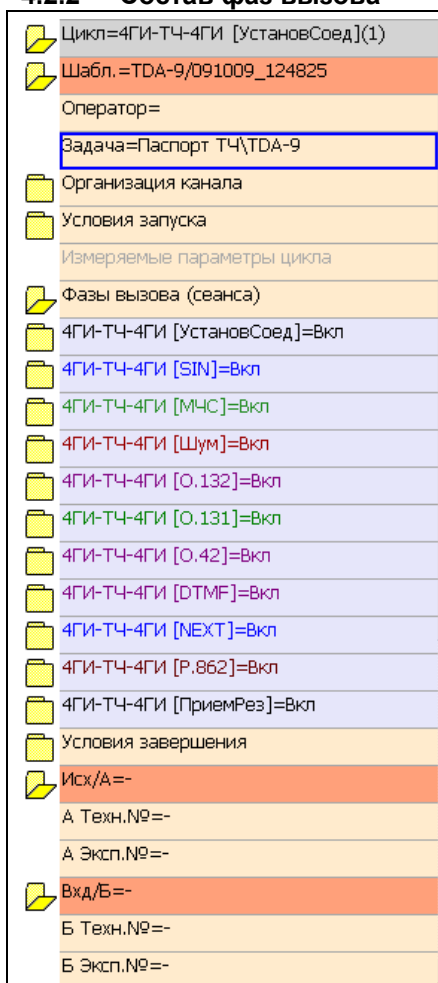 4.2.2 Состав фаз вызова
Цикл=4ГИ-ТЧ-4ГИ [УстановСоед](1)
Шабл.=TDA-9/091009_124825
Оператор=
Задача=Паспорт ТЧ\TDA-9
Организация канала
Условия запуска
Измеряемые параметры цикла
Фазы вызова (сеанса)
4ГИ-ТЧ-4ГИ [УстановСоед]=Вкл
4ГИ-ТЧ-4ГИ [SIN]=Вкл
4ГИ-ТЧ-4ГИ [МЧС]=Вкл
4ГИ-ТЧ-4ГИ [Шум]=Вкл
4ГИ-ТЧ-4ГИ [O.132]=Вкл
4ГИ-ТЧ-4ГИ [O.131]=Вкл
4ГИ-ТЧ-4ГИ [O.42]=Вкл
4ГИ-ТЧ-4ГИ [DTMF]=Вкл
4ГИ-ТЧ-4ГИ [NEXT]=Вкл
4ГИ-ТЧ-4ГИ [P.862]=Вкл
4ГИ-ТЧ-4ГИ [ПриемРез]=Вкл
Условия завершения
Исх/А=-
А Техн.№=-
А Эксп.№=-
Вхд/Б=-
Б Техн.№=-
Б Эксп.№=-